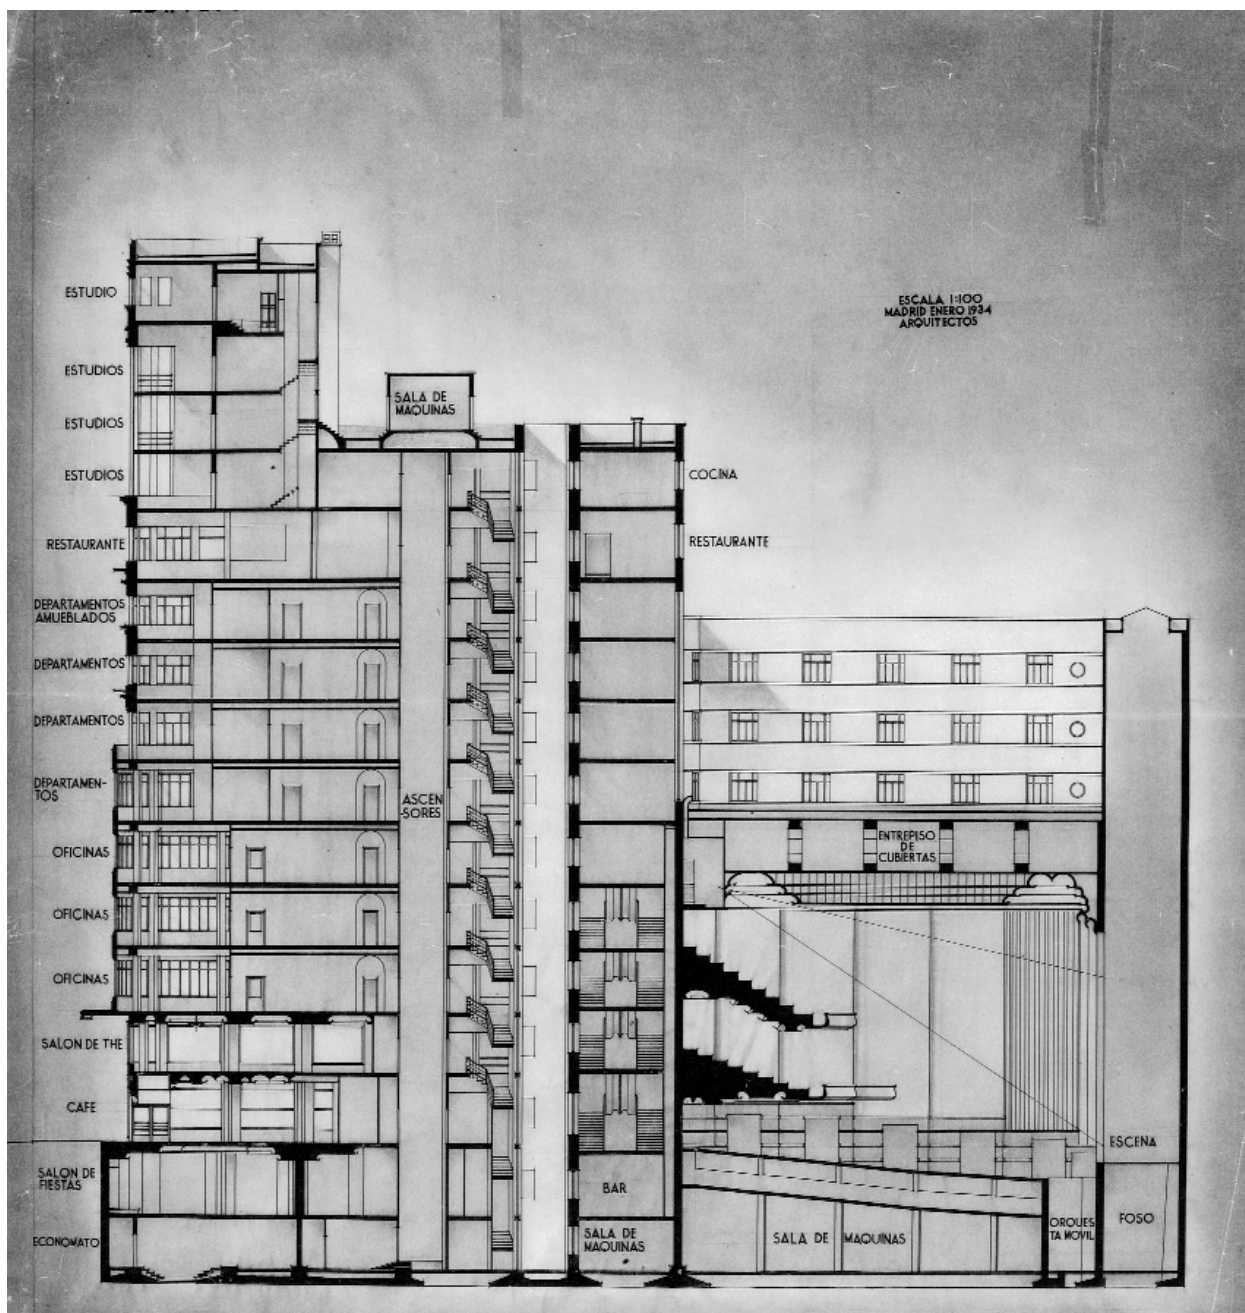 ESTUDIO
ESCALA 1:100
MADRID ENERO 1934
ARQUITECTOS
ESTUDIOS
SALA DE
MAQUINAS
ESTUDIOS
ESTUDIOS
COCINA
RESTAURANTE
RESTAURANTE
DEPARTAMENTOS
AMUEBLADOS
DEPARTAMENTOS
DEPARTAMENTOS
DEPARTAMEN-
TOS
ASCEN
-SORES
OFICINAS
ENTREPISO
DE
CUBIERTAS
OFICINAS
OFICINAS
SALON DE THE
CAFE
ESCENA
SALON DE
FIESTAS
BAR
FOSO
ECONOMATO
SALA DE
MAQUINAS
SALA DE MAQUINAS
ORQUES
TA MOVIL